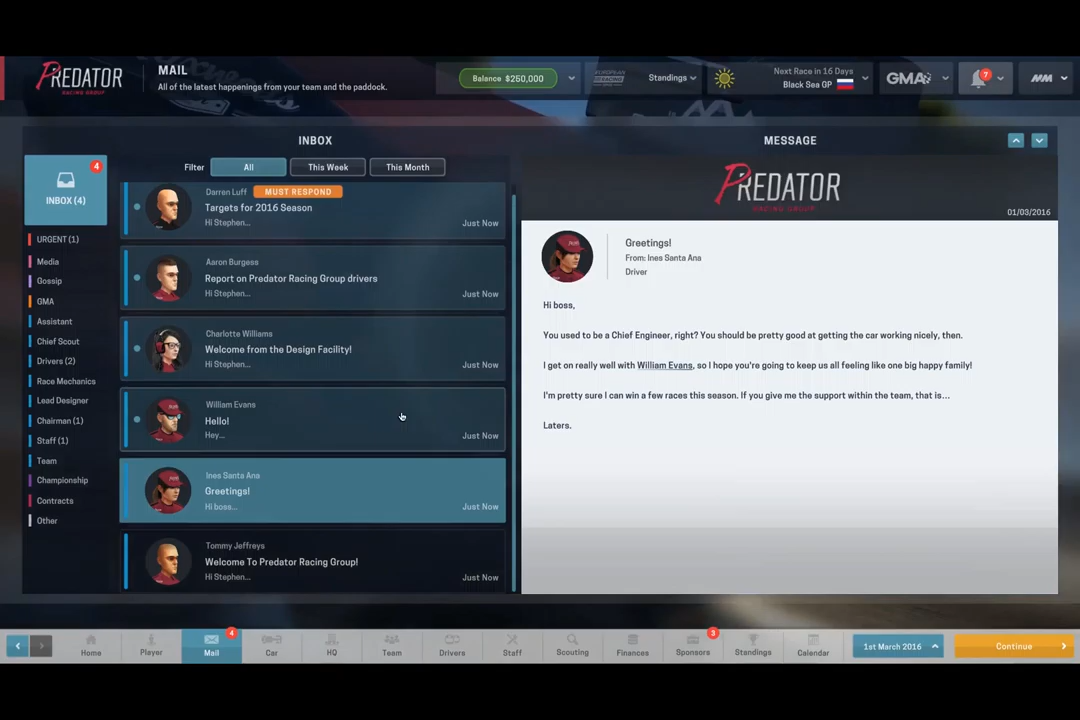 PREDATOR
RACING GROUP
MAIL
All of the latest happenings from your team and the paddock.
Balance $250,000
Standings
Next Race in 16 Days
Black Sea GP
GMA
7
INBOX
MESSAGE
4
INBOX (4)
Filter
All
This Week
This Month
URGENT (1)
Media
Gossip
GMA
Assistant
Chief Scout
Drivers (2)
Race Mechanics
Lead Designer
Chairman (1)
Staff (1)
Team
Championship
Contracts
Other
Darren Luff
MUST RESPOND
Targets for 2016 Season
Hi Stephen...
Just Now
Aaron Burgess
Report on Predator Racing Group drivers
Hi Stephen...
Just Now
Charlotte Williams
Welcome from the Design Facility!
Hi Stephen...
Just Now
William Evans
Hello!
Hey...
Just Now
Ines Santa Ana
Greetings!
Hi boss...
Just Now
Tommy Jeffreys
Welcome To Predator Racing Group!
Hi Stephen...
Just Now
PREDATOR
RACING GROUP
01/03/2016
Greetings!
From: Ines Santa Ana
Driver
Hi boss,
You used to be a Chief Engineer, right? You should be pretty good at getting the car working nicely, then.
I get on really well with William Evans, so I hope you're going to keep us all feeling like one big happy family!
I'm pretty sure I can win a few races this season. If you give me the support within the team, that is...
Laters.
Home
Player
4
Mail
Car
HQ
Team
Drivers
Staff
Scouting
Finances
3
Sponsors
Standings
Calendar
1st March 2016
Continue